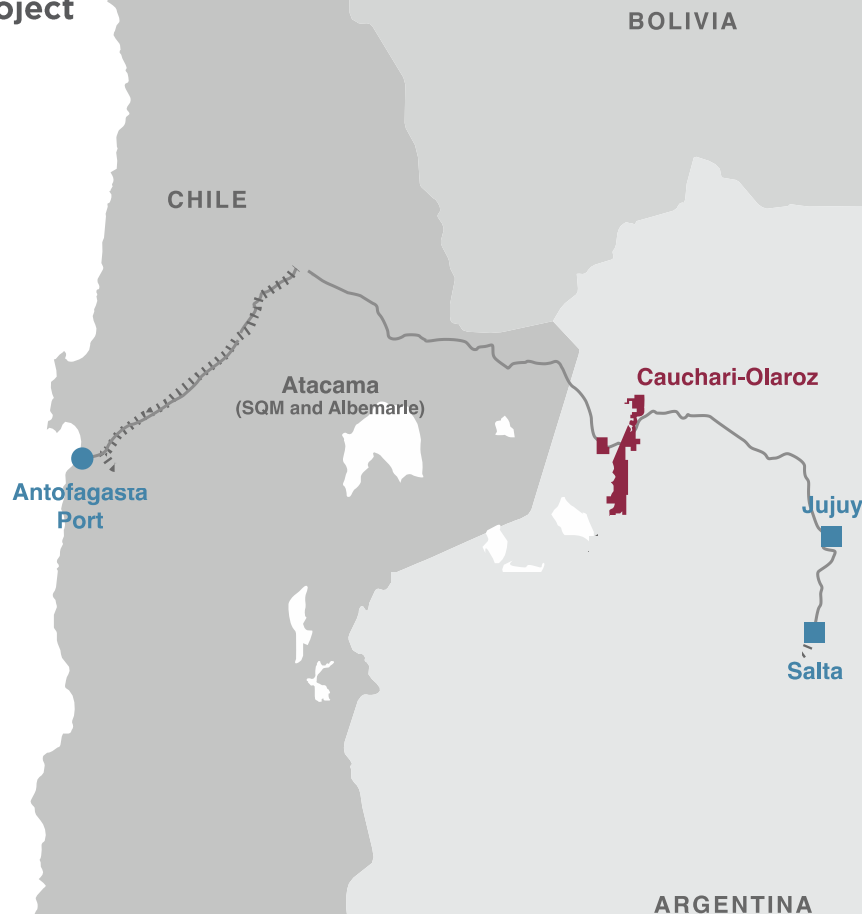 oject
BOLIVIA
CHILE
Cauchari-Olaroz
Atacama
(SQM and Albemarle)
Antofagasta
Port
Jujuy
Salta
ARGENTINA